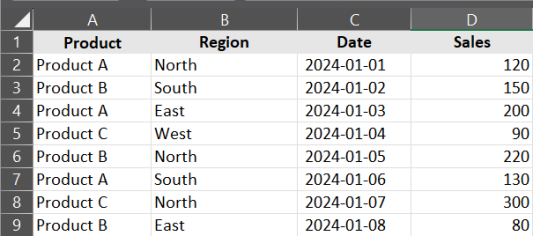 A B C D
1 Product Region Date Sales
2 Product A North 2024-01-01 120
3 Product B South 2024-01-02 150
4 Product A East 2024-01-03 200
5 Product C West 2024-01-04 90
6 Product B North 2024-01-05 220
7 Product A South 2024-01-06 130
8 Product C North 2024-01-07 300
9 Product B East 2024-01-08 80